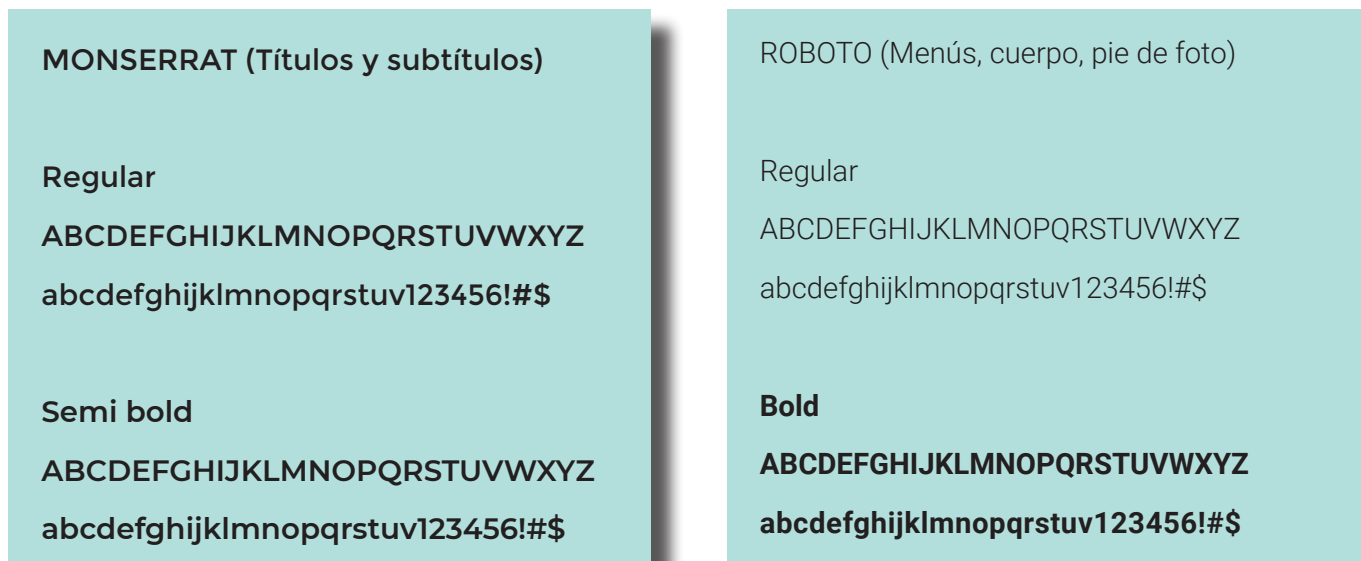 MONSERRAT (Títulos y subtítulos)
Regular
ABCDEFGHIJKLMNOPQRSTUVWXYZ
abcdefghijklmnopqrstuv123456!#$
Semi bold
ABCDEFGHIJKLMNOPQRSTUVWXYZ
abcdefghijklmnopqrstuv123456!#$
ROBOTO (Menús, cuerpo, pie de foto)
Regular
ABCDEFGHIJKLMNOPQRSTUVWXYZ
abcdefghijklmnopqrstuv123456!#$
Bold
ABCDEFGHIJKLMNOPQRSTUVWXYZ
abcdefghijklmnopqrstuv123456!#$